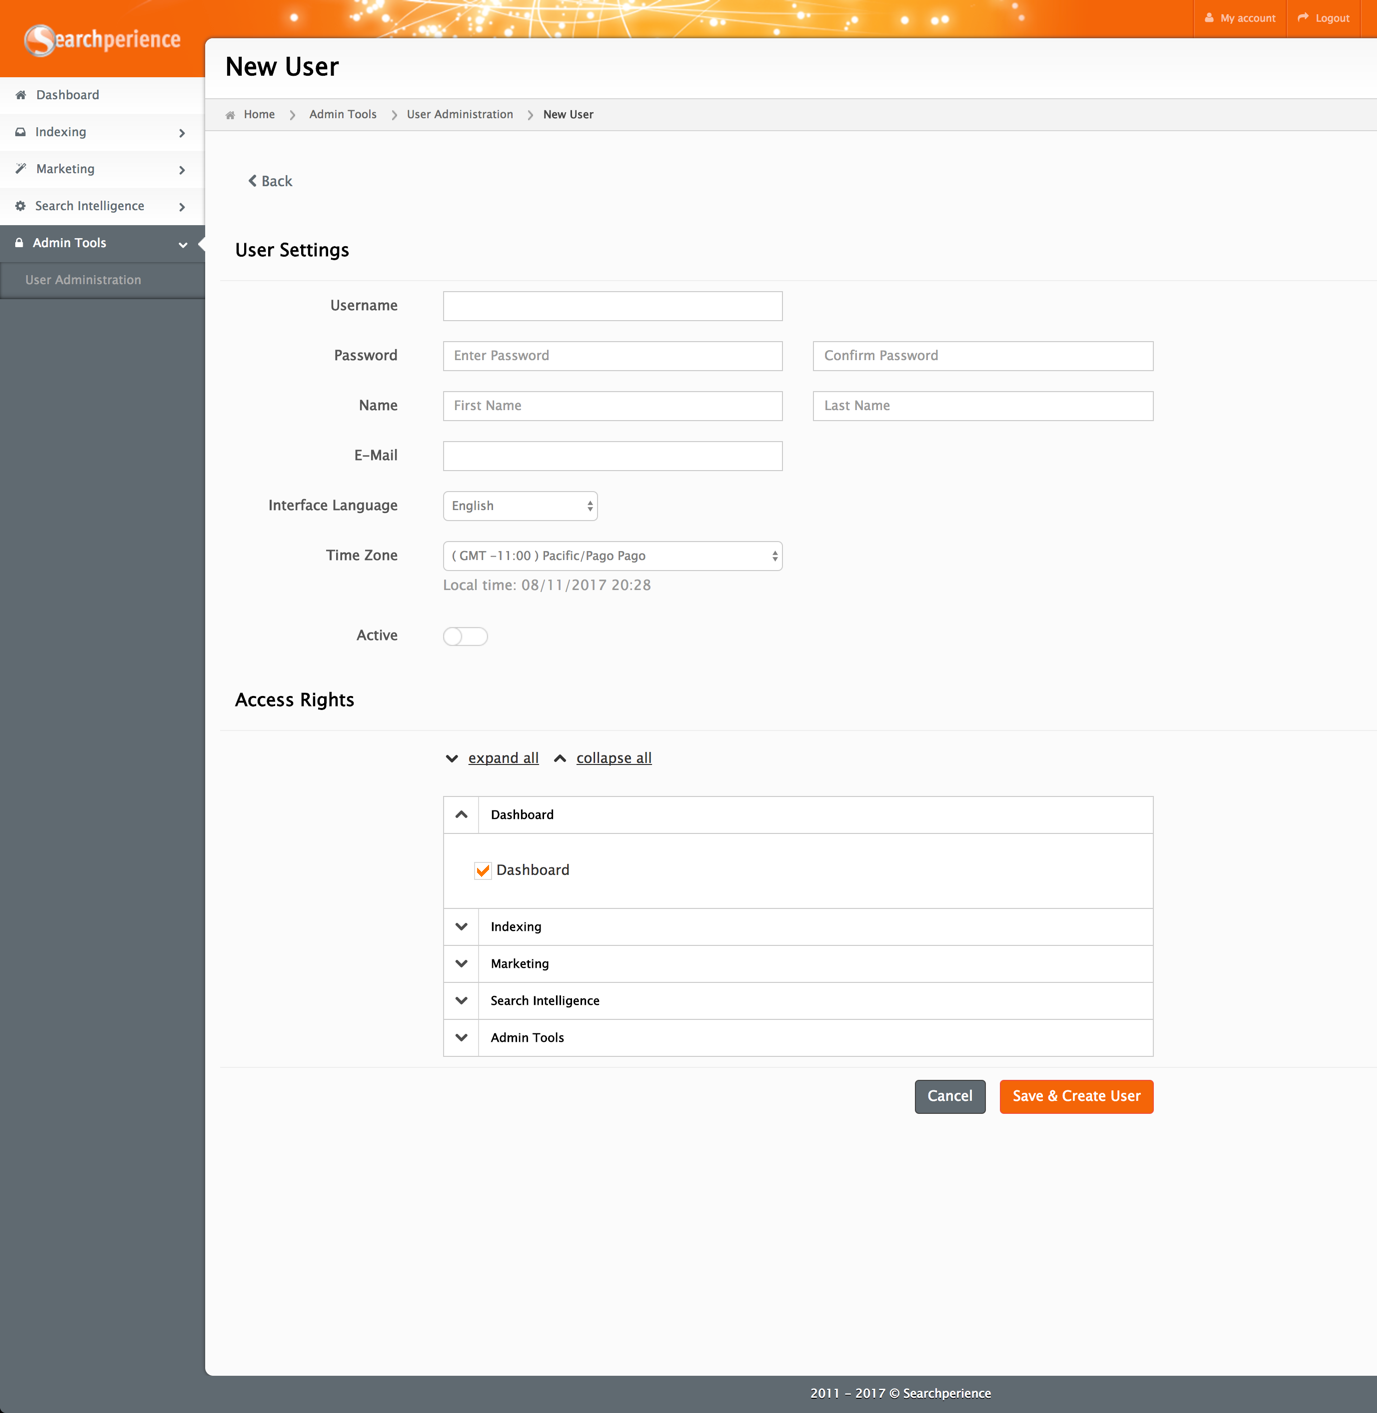 Searchperience
My account
Logout
New User
Dashboard
Indexing
Marketing
Search Intelligence
Admin Tools
User Administration
Home
Admin Tools
User Administration
New User
Back
User Settings
Username
Password
Enter Password
Confirm Password
Name
First Name
Last Name
E-Mail
Interface Language
English
Time Zone
( GMT -11:00 ) Pacific/Pago Pago
Local time: 08/11/2017 20:28
Active
Access Rights
expand all
collapse all
Dashboard
Dashboard
Indexing
Marketing
Search Intelligence
Admin Tools
Cancel
Save & Create User
2011 - 2017 © Searchperience